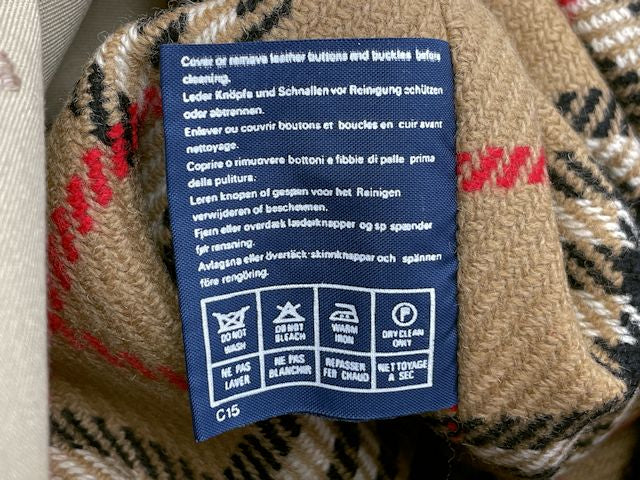 Cover or remove leather buttons and buckles before
cleaning.
Leder Knöpfe und Schnallen vor Reinigung schützen
oder abtrennen.
Enlever ou couvrir boutons et boucles en cuir avant
nettoyage.
Coprire o rimuovere bottoni e fibbie di palle prima
della pulitura.
Leren knopen of gespen voor het Reinigen
verwijderen of beschermen.
Fjern eller overdæk læderknapper og sp spænder
før rensning.
Avlagsna eller övertäck skinnknappar och spännen
före rengöring.
DO NOT WASH
DO NOT BLEACH
WARM IRON
P
DRY CLEAN ONLY
NE PAS LAVER
NE PAS BLANCHIR
REPASSER FER CHAUD
NETTOYAGE A SEC
C15